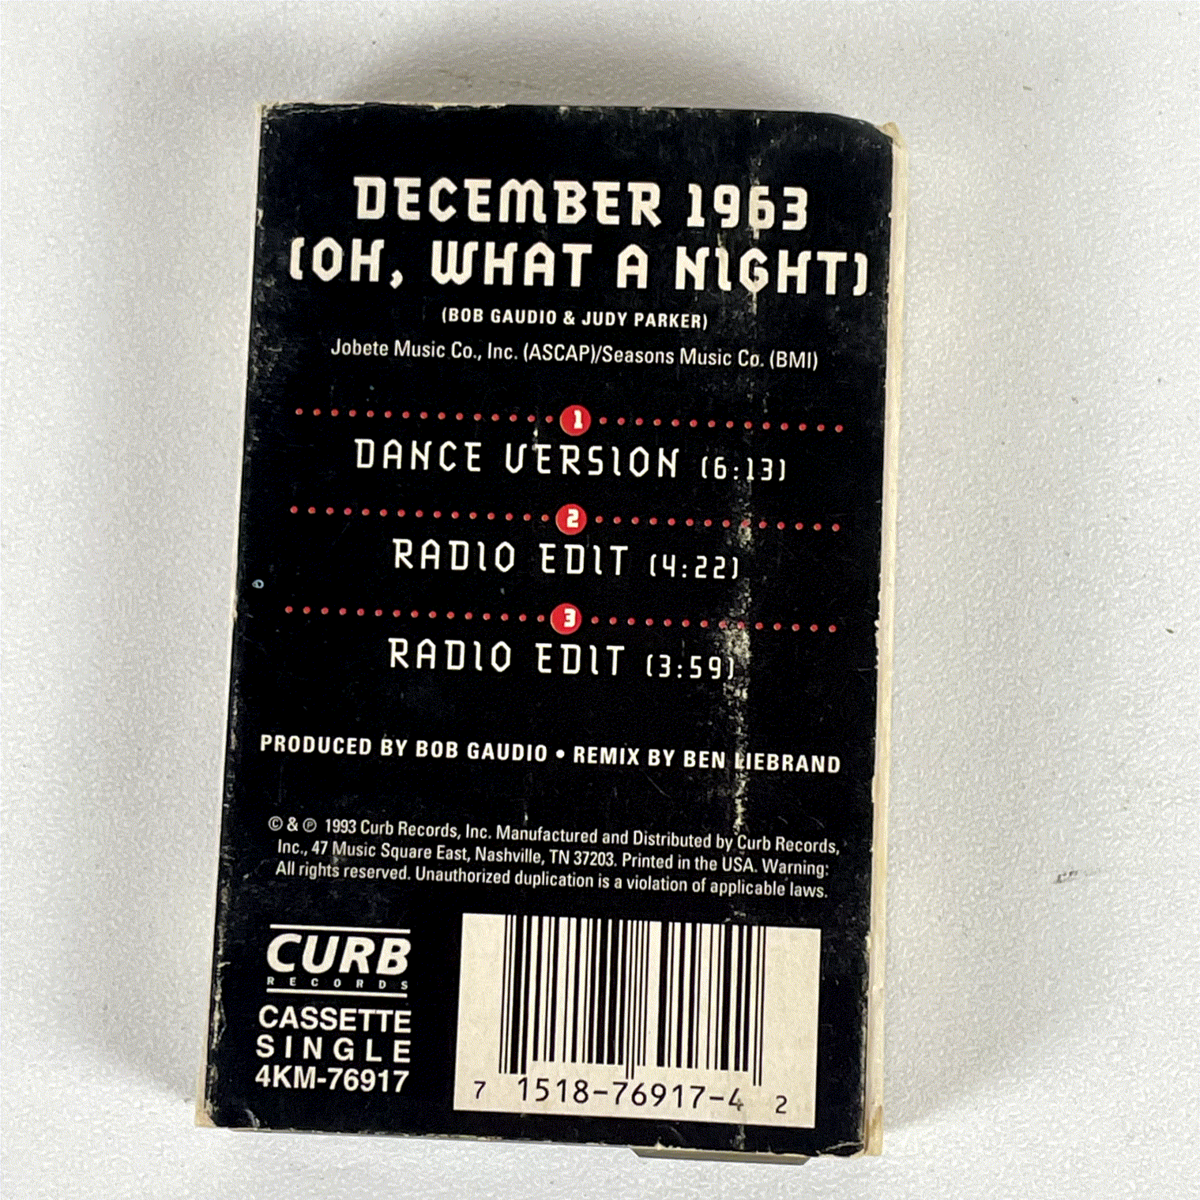 DECEMBER 1963
(OH, WHAT A NIGHT)
(BOB GAUDIO & JUDY PARKER)
Jobete Music Co., Inc. (ASCAP)/Seasons Music Co. (BMI)
1
DANCE VERSION (6:13)
2
RADIO EDIT (4:22)
3
RADIO EDIT (3:59)
PRODUCED BY BOB GAUDIO • REMIX BY BEN LIEBRAND
© & ℗ 1993 Curb Records, Inc. Manufactured and Distributed by Curb Records,
Inc., 47 Music Square East, Nashville, TN 37203. Printed in the USA. Warning:
All rights reserved. Unauthorized duplication is a violation of applicable laws.
CURB
RECORDS
CASSETTE
SINGLE
4KM-76917
7 1518-76917-4 2